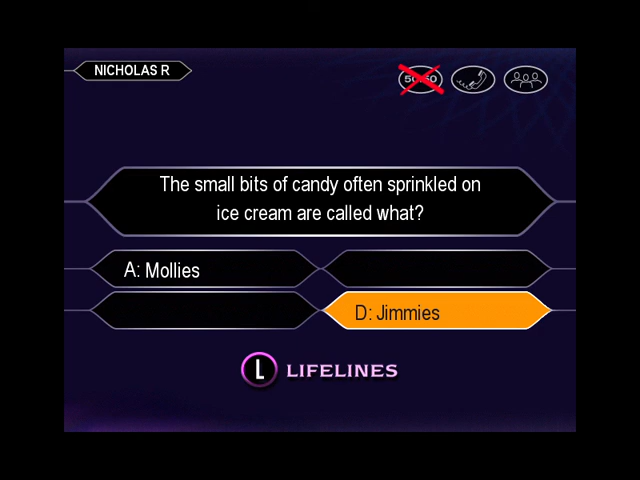 NICHOLAS R
50:50
The small bits of candy often sprinkled on
ice cream are called what?
A: Mollies
D: Jimmies
L LIFELINES